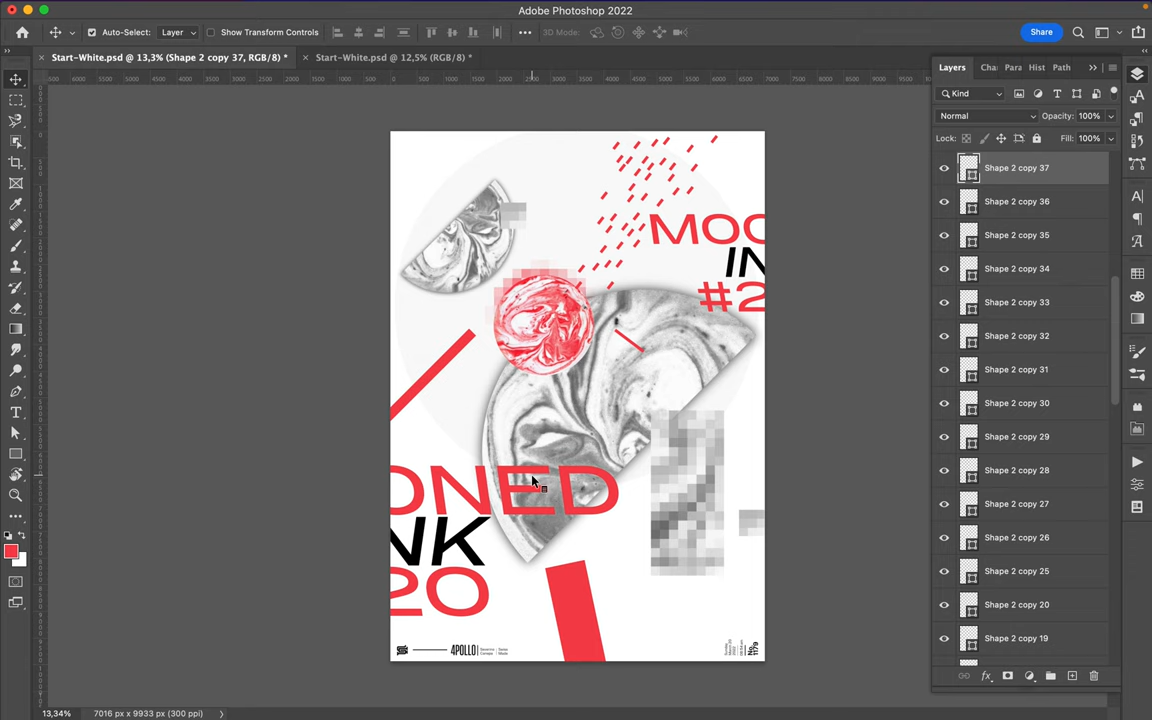 Adobe Photoshop 2022
Auto-Select: Layer Show Transform Controls 3D Mode: Share
Start-White.psd @ 13,3% (Shape 2 copy 37, RGB/8) * Start-White.psd @ 12,5% (RGB/8) *
Layers Cha Para Hist Path
Kind
Normal Opacity: 100%
Lock: Fill: 100%
Shape 2 copy 37
Shape 2 copy 36
Shape 2 copy 35
Shape 2 copy 34
Shape 2 copy 33
Shape 2 copy 32
Shape 2 copy 31
Shape 2 copy 30
Shape 2 copy 29
Shape 2 copy 28
Shape 2 copy 27
Shape 2 copy 26
Shape 2 copy 25
Shape 2 copy 20
Shape 2 copy 19
MOO
IN
#2
ONED
NK
20
4POLLO
No.
1179
13,34% 7016 px x 9933 px (300 ppi)